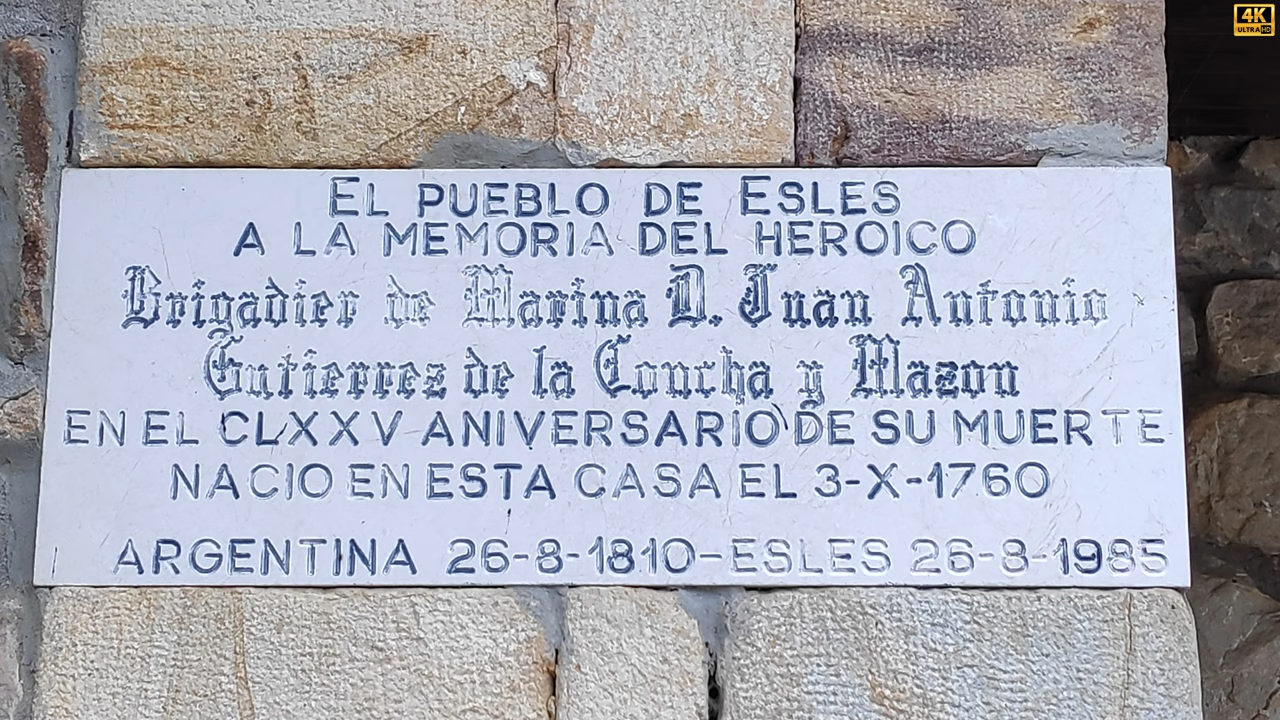 4K
ULTRA HD
EL PUEBLO DE ESLES
A LA MEMORIA DEL HEROICO
Brigadier de Marina D. Juan Antonio
Gutierrez de la Concha y Mazon
EN EL CLXXV ANIVERSARIO DE SU MUERTE
NACIO EN ESTA CASA EL 3-X-1760
ARGENTINA 26-8-1810-ESLES 26-8-1985